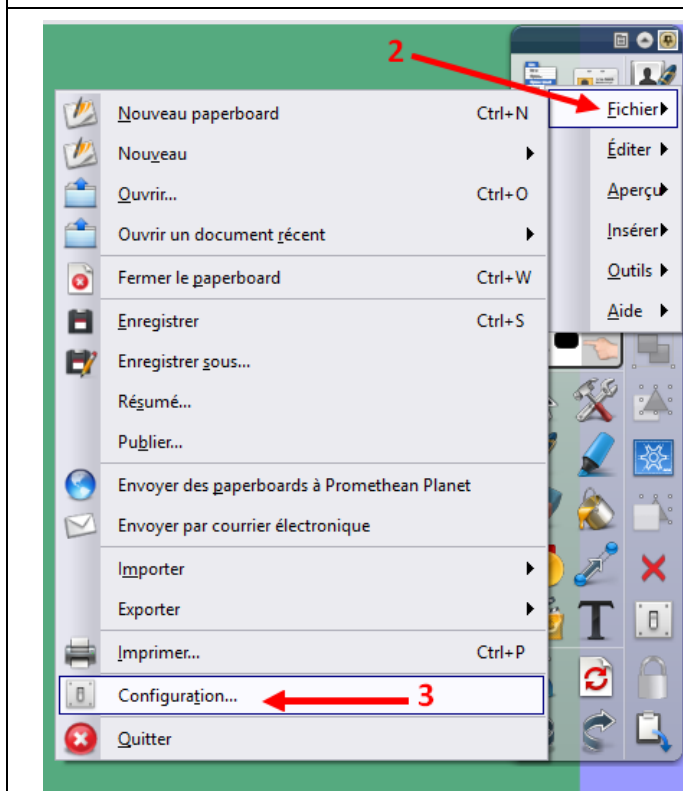 2
Nouveau paperboard Ctrl+N
Nouveau
Ouvrir... Ctrl+O
Ouvrir un document récent
Fermer le paperboard Ctrl+W
Enregistrer Ctrl+S
Enregistrer sous...
Résumé...
Publier...
Envoyer des paperboards à Promethean Planet
Envoyer par courrier électronique
Importer
Exporter
Imprimer... Ctrl+P
Configuration... 3
Quitter
Fichier
Éditer
Aperçu
Insérer
Outils
Aide
T